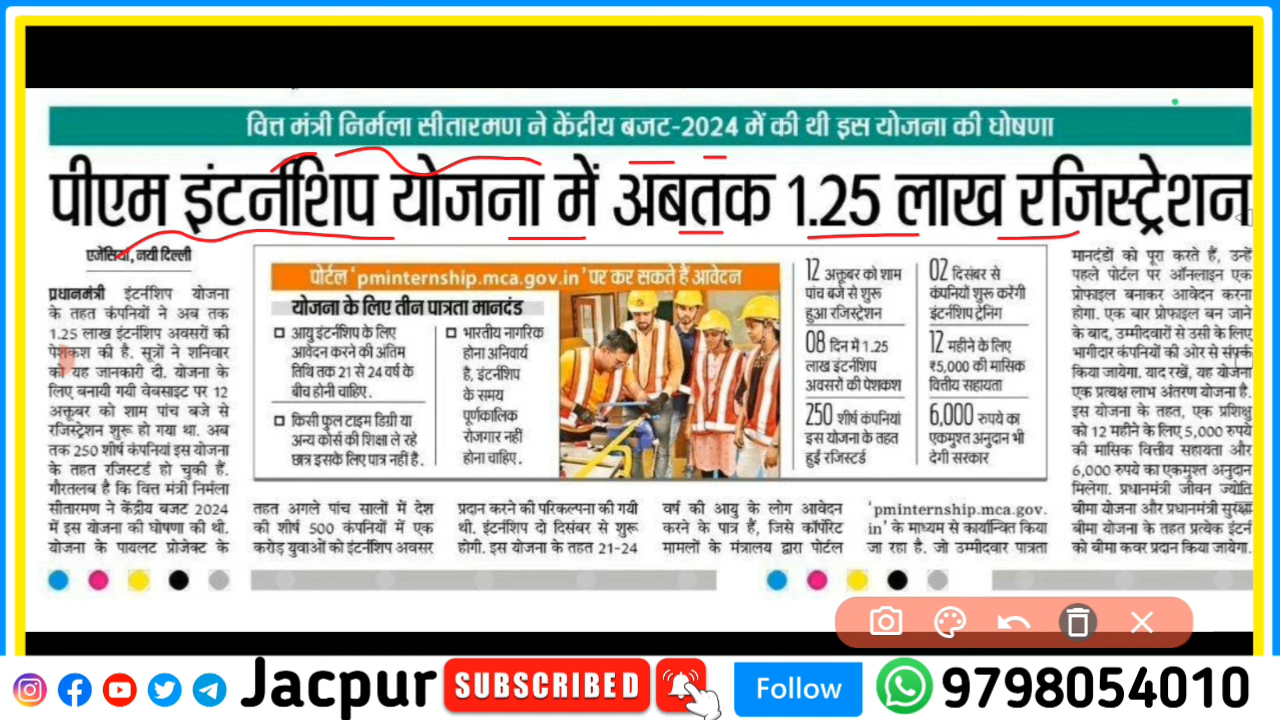 वित्त मंत्री निर्मला सीतारमण ने केंद्रीय बजट-2024 में की थी इस योजना की घोषणा
पीएम इंटर्नशिप योजना में अबतक 1.25 लाख रजिस्ट्रेशन
एजेंसियां, नयी दिल्ली
प्रधानमंत्री इंटर्नशिप योजना
के तहत कंपनियों ने अब तक
1.25 लाख इंटर्नशिप अवसरों की
पेशकश की है. सूत्रों ने शनिवार
को यह जानकारी दी. योजना के
लिए बनायी गयी वेबसाइट पर 12
अक्तूबर को शाम पांच बजे से
रजिस्ट्रेशन शुरू हो गया था. अब
तक 250 शीर्ष कंपनियां इस योजना
के तहत रजिस्टर्ड हो चुकी हैं.
गौरतलब है कि वित्त मंत्री निर्मला
सीतारमण ने केंद्रीय बजट 2024
में इस योजना की घोषणा की थी.
योजना के पायलट प्रोजेक्ट के
पोर्टल ‘pminternship.mca.gov.in’ पर कर सकते हैं आवेदन
योजना के लिए तीन पात्रता मानदंड
आयु इंटर्नशिप के लिए
आवेदन करने की अंतिम
तिथि तक 21 से 24 वर्ष के
बीच होनी चाहिए.
किसी फुल टाइम डिग्री या
अन्य कोर्स की शिक्षा ले रहे
छात्र इसके लिए पात्र नहीं है.
भारतीय नागरिक
होना अनिवार्य
है, इंटर्नशिप
के समय
पूर्णकालिक
रोजगार नहीं
होना चाहिए.
12 अक्तूबर को शाम
पांच बजे से शुरू
हुआ रजिस्ट्रेशन
08 दिन में 1.25
लाख इंटर्नशिप
अवसरों की पेशकश
250 शीर्ष कंपनियां
इस योजना के तहत
हुईं रजिस्टर्ड
02 दिसंबर से
कंपनियों शुरू करेंगी
इंटर्नशिप ट्रेनिंग
12 महीने के लिए
₹5,000 की मासिक
वित्तीय सहायता
6,000 रुपये का
एकमुश्त अनुदान भी
देगी सरकार
तहत अगले पांच सालों में देश
की शीर्ष 500 कंपनियों में एक
करोड़ युवाओं को इंटर्नशिप अवसर
प्रदान करने की परिकल्पना की गयी
थी. इंटर्नशिप दो दिसंबर से शुरू
होगी. इस योजना के तहत 21-24
वर्ष की आयु के लोग आवेदन
करने के पात्र हैं, जिसे कॉर्पोरेट
मामलों के मंत्रालय द्वारा पोर्टल
‘pminternship.mca.gov.
in’ के माध्यम से कार्यान्वित किया
जा रहा है. जो उम्मीदवार पात्रता
मानदंडों को पूरा करते हैं, उन्हें
पहले पोर्टल पर ऑनलाइन एक
प्रोफाइल बनाकर आवेदन करना
होगा. एक बार प्रोफाइल बन जाने
के बाद, उम्मीदवारों से उसी के लिए
भागीदार कंपनियों की ओर से संपर्क
किया जायेगा. याद रखें, यह योजना
एक प्रत्यक्ष लाभ अंतरण योजना है.
इस योजना के तहत, एक प्रशिक्षु
को 12 महीने के लिए 5,000 रुपये
की मासिक वित्तीय सहायता और
6,000 रुपये का एकमुश्त अनुदान
मिलेगा. प्रधानमंत्री जीवन ज्योति
बीमा योजना और प्रधानमंत्री सुरक्षा
बीमा योजना के तहत प्रत्येक इंटर्न
को बीमा कवर प्रदान किया जायेगा.
Jacpur
SUBSCRIBED
Follow
9798054010